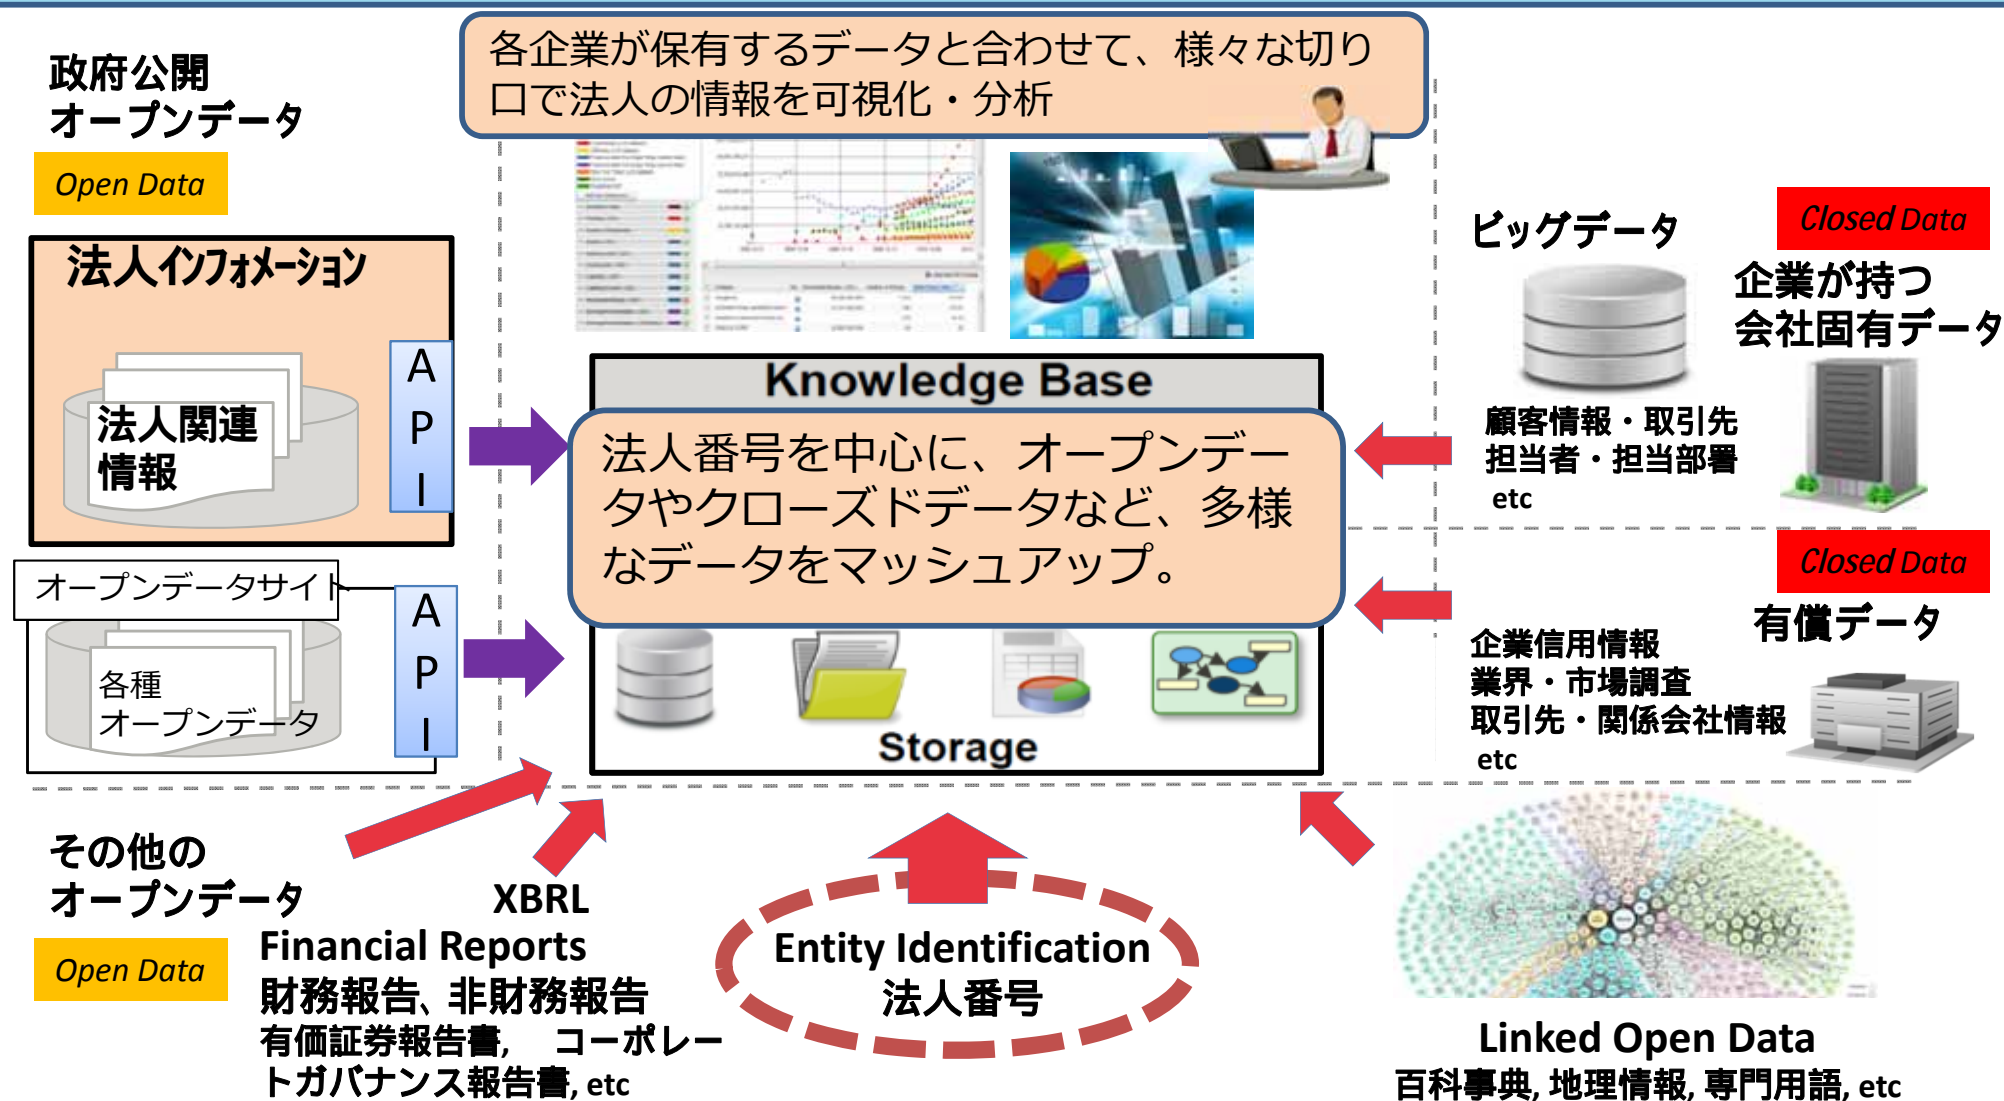 各企業が保有するデータと合わせて、様々な切り
口で法人の情報を可視化・分析
政府公開
オープンデータ
Open Data
法人インフォメーション
法人関連
情報
A
P
I
オープンデータサイト
各種
オープンデータ
A
P
I
Knowledge Base
法人番号を中心に、オープンデー
タやクローズドデータなど、多様
なデータをマッシュアップ。
Storage
ビッグデータ
Closed Data
企業が持つ
会社固有データ
顧客情報・取引先
担当者・担当部署
etc
Closed Data
有償データ
企業信用情報
業界・市場調査
取引先・関係会社情報
etc
その他の
オープンデータ
Open Data
XBRL
Financial Reports
財務報告、非財務報告
有価証券報告書, コーポレー
トガバナンス報告書, etc
Entity Identification
法人番号
Linked Open Data
百科事典, 地理情報, 専門用語, etc